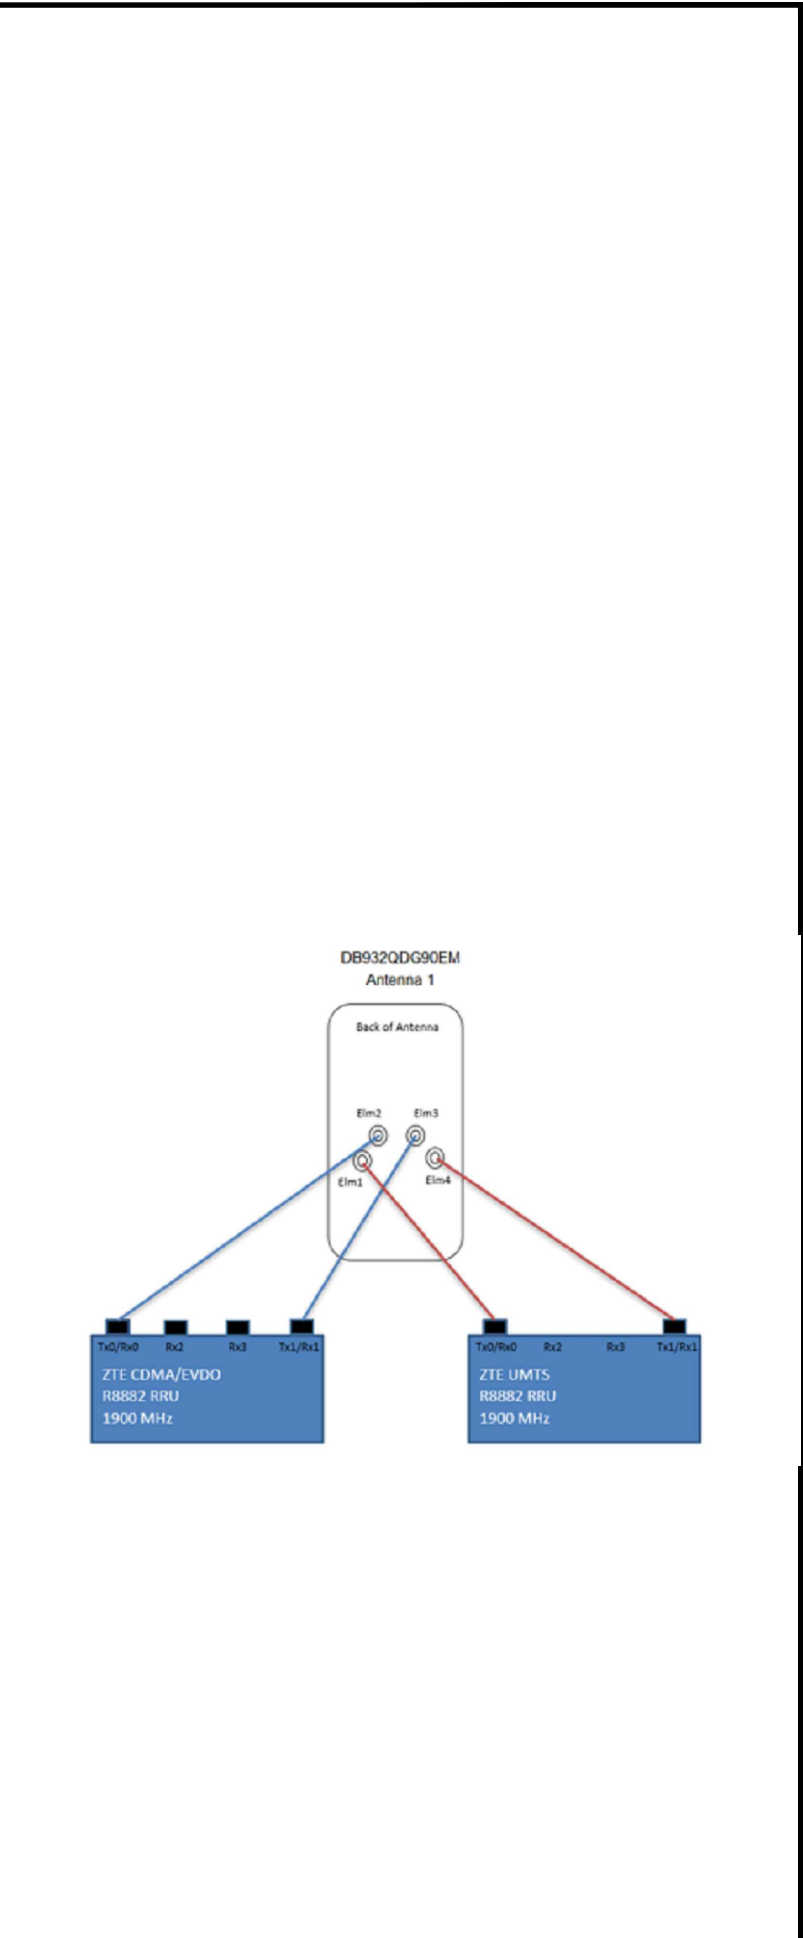 DB932QDG90EM
Antenna 1
Back of Antenna
Elm2 Elm3
Elm1 Elm4
Tx0/Rx0 Rx2 Rx3 Tx1/Rx1
ZTE CDMA/EVDO
R8882 RRU
1900 MHz
Tx0/Rx0 Rx2 Rx3 Tx1/Rx1
ZTE UMTS
R8882 RRU
1900 MHz